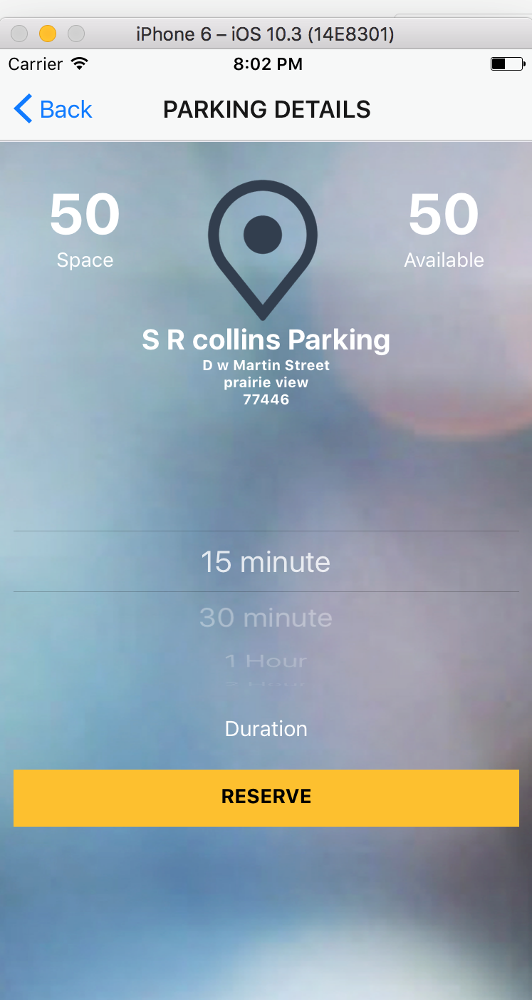 iPhone 6 – iOS 10.3 (14E8301)
Carrier 8:02 PM
Back PARKING DETAILS
50 50
Space Available
S R collins Parking
D w Martin Street
prairie view
77446
15 minute
30 minute
1 Hour
Duration
RESERVE